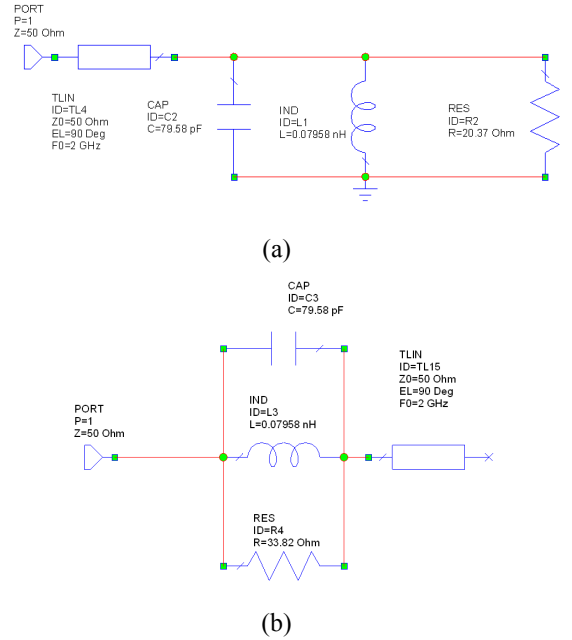 PORT
P=1
Z=50 Ohm
TLIN
ID=TL4
Z0=50 Ohm
EL=90 Deg
F0=2 GHz
CAP
ID=C2
C=79.58 pF
IND
ID=L1
L=0.07958 nH
RES
ID=R2
R=20.37 Ohm
(a)
CAP
ID=C3
C=79.58 pF
TLIN
ID=TL15
Z0=50 Ohm
EL=90 Deg
F0=2 GHz
PORT
P=1
Z=50 Ohm
IND
ID=L3
L=0.07958 nH
RES
ID=R4
R=33.82 Ohm
(b)